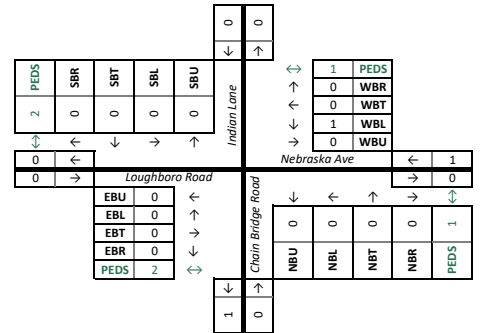 0 0
↓ ↑
PEDS SBR SBT SBL SBU
2 0 0 0 0
↕ ← ↓ → ↑
Indian Lane
↔ 1 PEDS
↑ 0 WBR
← 0 WBT
↓ 1 WBL
→ 0 WBU
0 ←
0 →
Nebraska Ave
← 1
→ 0
Loughboro Road
EBU 0 ←
EBL 0 ↑
EBT 0 →
EBR 0 ↓
PEDS 2 ↔
Chain Bridge Road
↓ ← ↑ → ↕
0 0 0 0 1
NBU NBL NBT NBR PEDS
↓ ↑
1 0